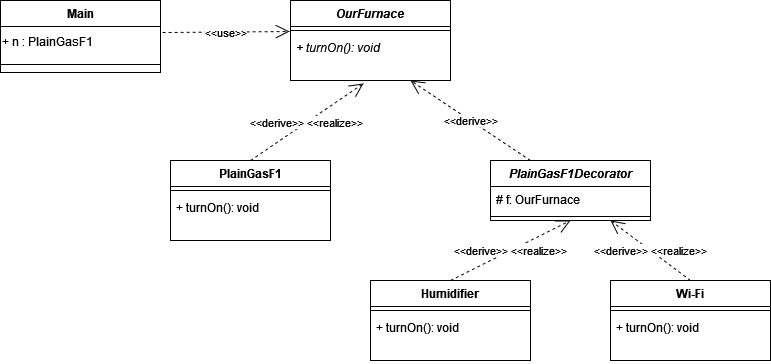 Main
OurFurnace
+ n : PlainGasF1
<<use>>
+ turnOn(): void
<<derive>> <<realize>>
<<derive>>
PlainGasF1
PlainGasF1Decorator
+ turnOn(): void
# f: OurFurnace
<<derive>> <<realize>>
<<derive>> <<realize>>
Humidifier
Wi-Fi
+ turnOn(): void
+ turnOn(): void